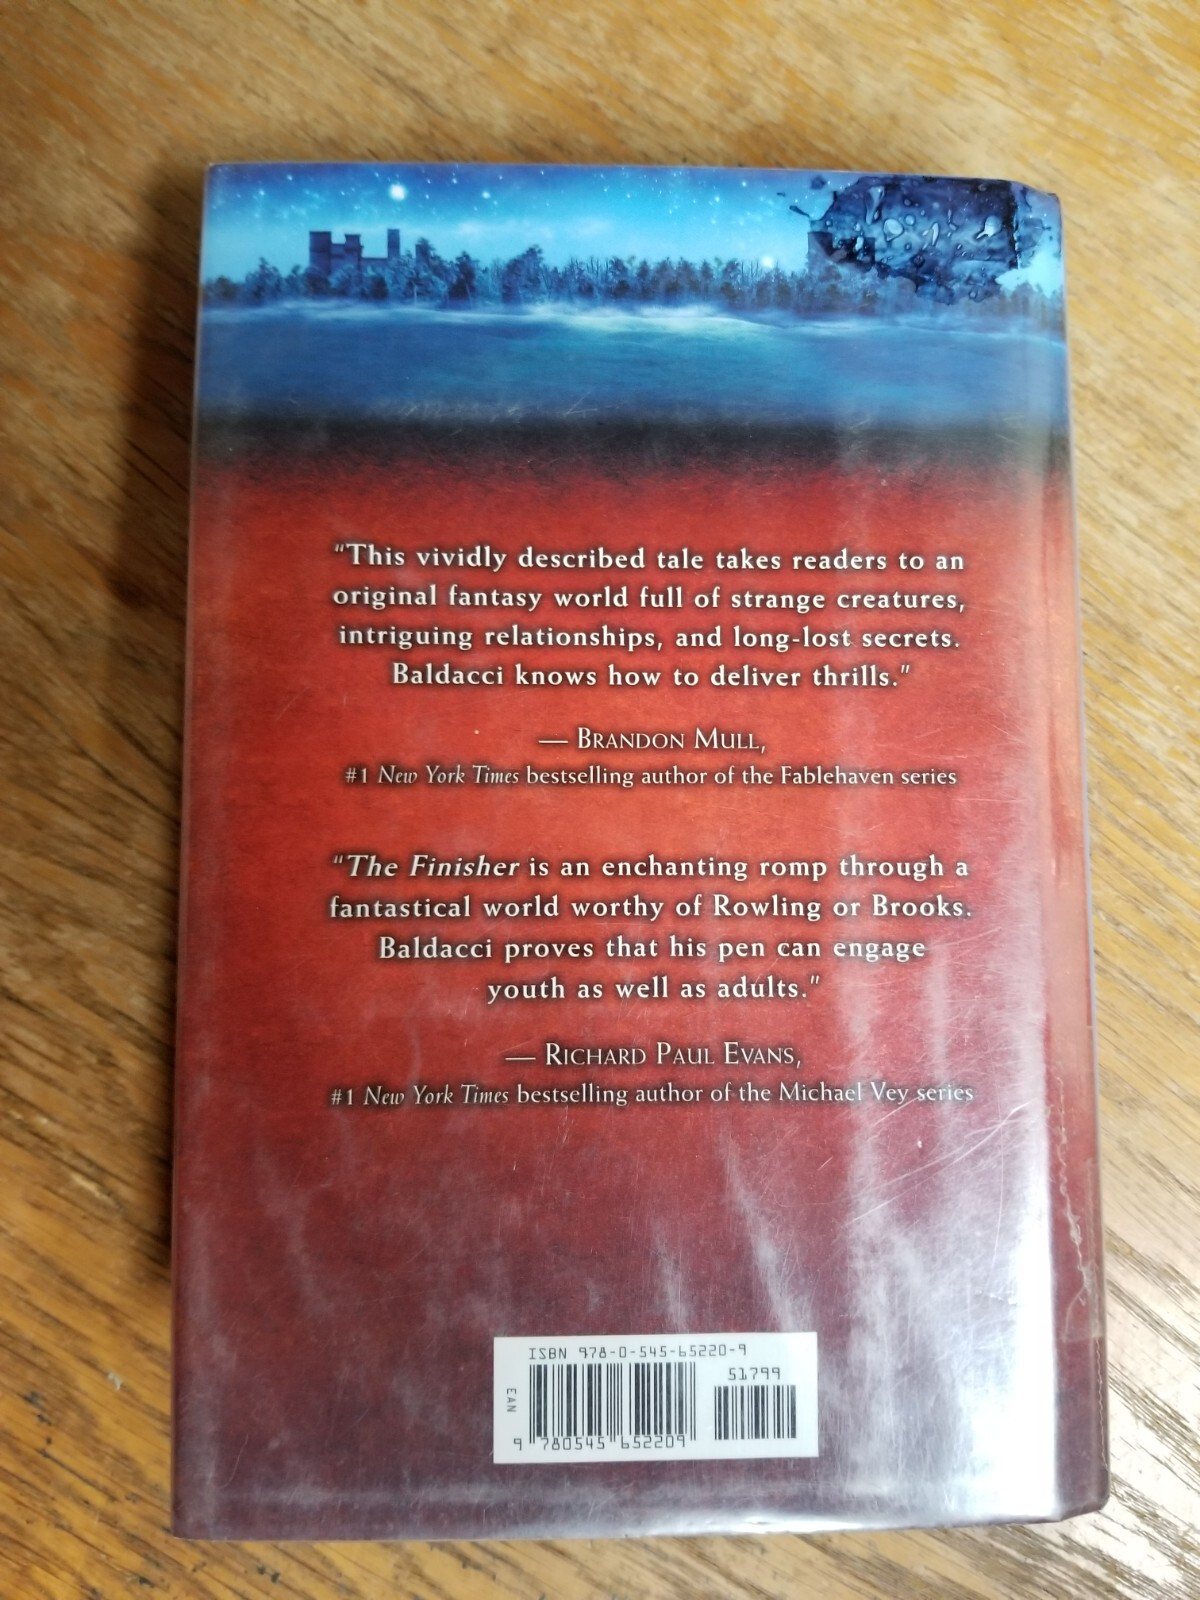 "This vividly described tale takes readers to an
original fantasy world full of strange creatures,
intriguing relationships, and long-lost secrets.
Baldacci knows how to deliver thrills."
— BRANDON MULL,
#1 New York Times bestselling author of the Fablehaven series
"The Finisher is an enchanting romp through a
fantastical world worthy of Rowling or Brooks.
Baldacci proves that his pen can engage
youth as well as adults."
— RICHARD PAUL EVANS,
#1 New York Times bestselling author of the Michael Vey series
ISBN 978-0-545-65220-9
51799
EAN
9 780545 652209